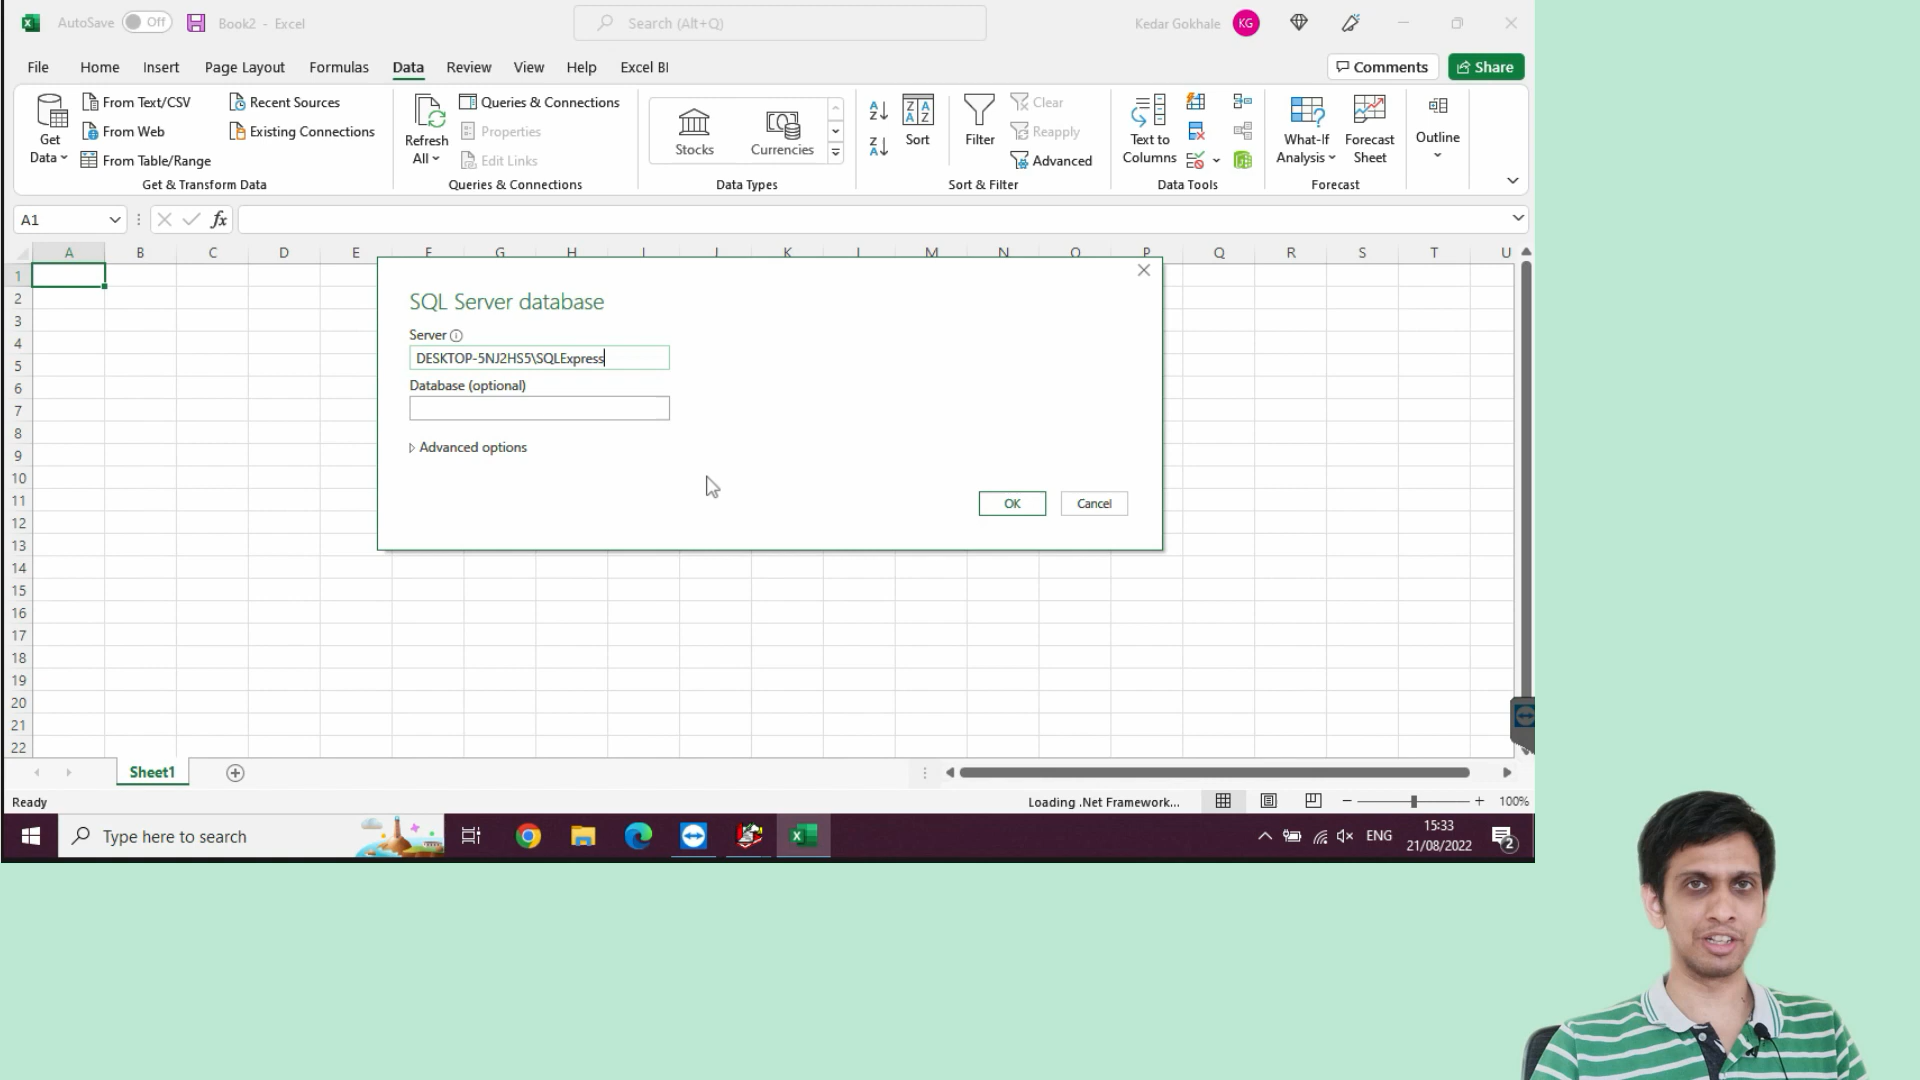 AutoSave Off Book2 - Excel Search (Alt+Q) Kedar Gokhale KG
File Home Insert Page Layout Formulas Data Review View Help Excel BI Comments Share
Get Data
From Text/CSV
From Web
From Table/Range
Recent Sources
Existing Connections
Get & Transform Data
Refresh All
Queries & Connections
Properties
Edit Links
Queries & Connections
Stocks
Currencies
Data Types
Sort
Filter
Clear
Reapply
Advanced
Sort & Filter
Text to Columns
Data Tools
What-If Analysis
Forecast Sheet
Forecast
Outline
A1 fx
A B C D E F G H I J K L M N O P Q R S T U
1
2
3
4
5
6
7
8
9
10
11
12
13
14
15
16
17
18
19
20
21
22
SQL Server database
Server
DESKTOP-5NJ2HS5\SQLExpress
Database (optional)
Advanced options
OK Cancel
Sheet1
Ready Loading .Net Framework... 100%
Type here to search ENG 15:33
21/08/2022 2